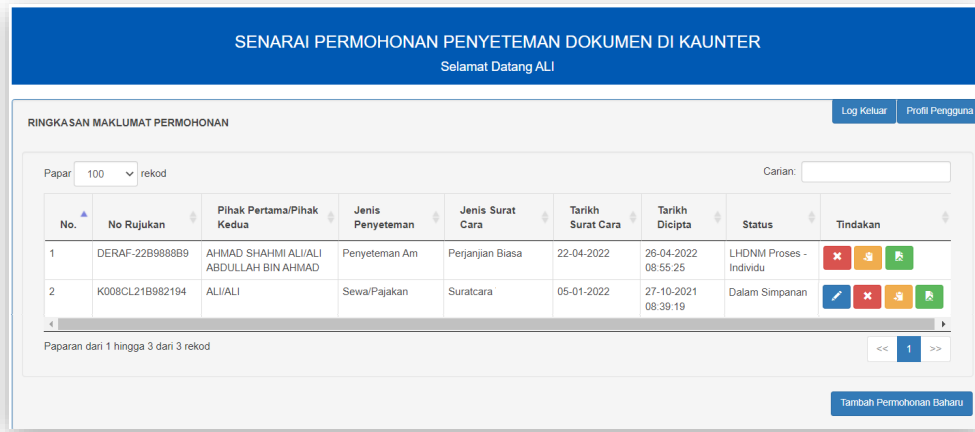 SENARAI PERMOHONAN PENYETEMAN DOKUMEN DI KAUNTER
Selamat Datang ALI
Log Keluar
Profil Pengguna
RINGKASAN MAKLUMAT PERMOHONAN
Papar 100 rekod
Carian:
No. No Rujukan Pihak Pertama/Pihak Kedua Jenis Penyeteman Jenis Surat Cara Tarikh Surat Cara Tarikh Dicipta Status Tindakan
1 DERAF-22B9888B9 AHMAD SHAHMI ALI/ALI ABDULLAH BIN AHMAD Penyeteman Am Perjanjian Biasa 22-04-2022 26-04-2022 08:55:25 LHDNM Proses - Individu
2 K008CL21B982194 ALI/ALI Sewa/Pajakan Suratcara 05-01-2022 27-10-2021 08:39:19 Dalam Simpanan
Paparan dari 1 hingga 3 dari 3 rekod
<< 1 >>
Tambah Permohonan Baharu